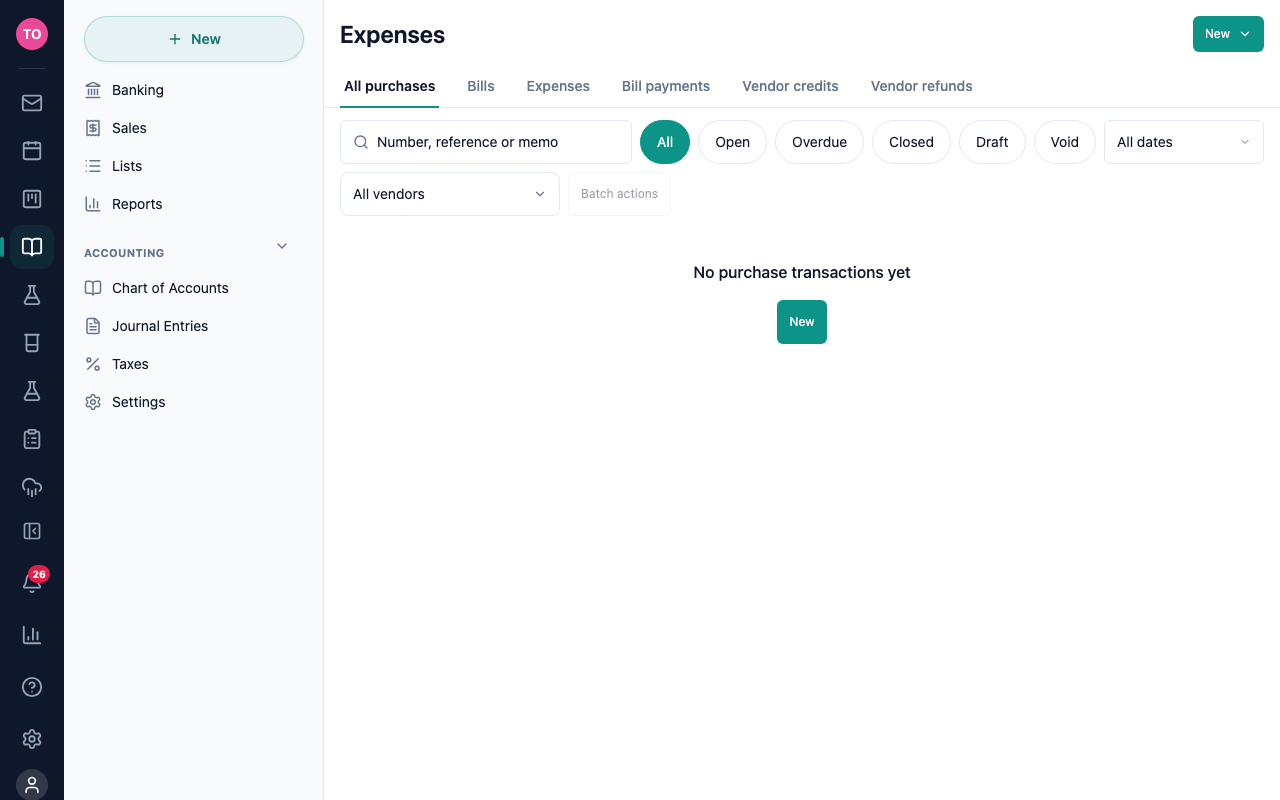 TO
New
Banking
Sales
Lists
Reports
ACCOUNTING
Chart of Accounts
Journal Entries
Taxes
Settings
26
Expenses
New
All purchases
Bills
Expenses
Bill payments
Vendor credits
Vendor refunds
Number, reference or memo
All
Open
Overdue
Closed
Draft
Void
All dates
All vendors
Batch actions
No purchase transactions yet
New